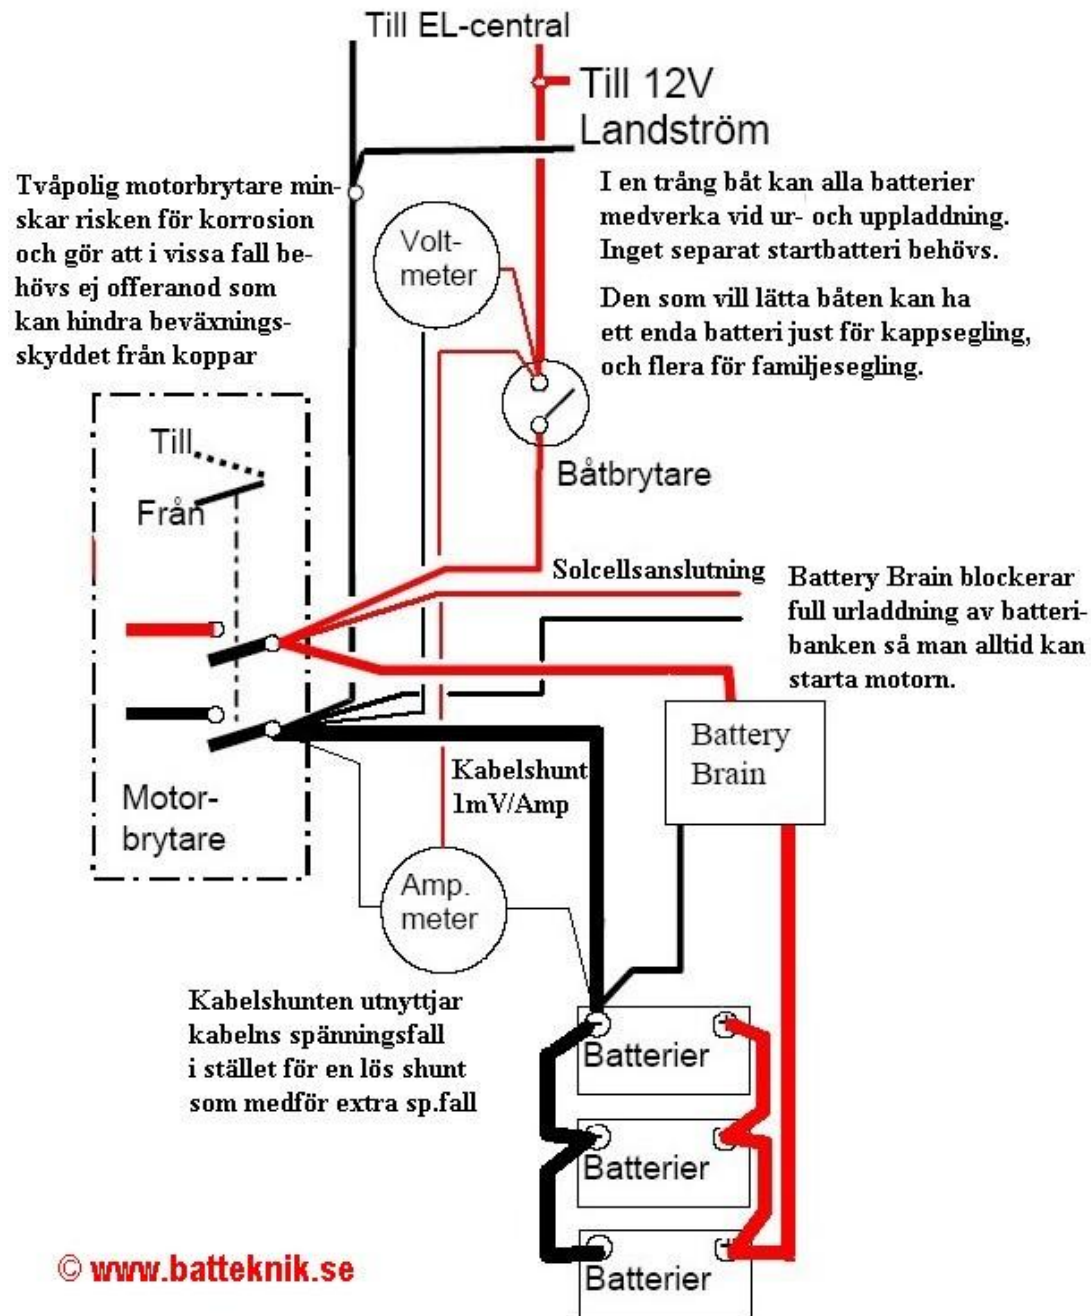 Till EL-central
Till 12V
Landström
Tvåpolig motorbrytare min-
skar risken för korrosion
och gör att i vissa fall be-
hövs ej offeranod som
kan hindra beväxnings-
skyddet från koppar
Volt-
meter
I en trång båt kan alla batterier
medverka vid ur- och uppladdning.
Inget separat startbatteri behövs.
Den som vill lätta båten kan ha
ett enda batteri just för kappsegling,
och flera för familjesegling.
Till
Från
Båtbrytare
Solcellsanslutning
Battery Brain blockerar
full urladdning av batteri-
banken så man alltid kan
starta motorn.
Battery
Brain
Kabelshunt
1mV/Amp
Motor-
brytare
Amp.
meter
Kabelshunten utnyttjar
kabelns spänningsfall
i stället för en lös shunt
som medför extra sp.fall
- +
Batterier
- +
Batterier
- +
Batterier
© www.batteknik.se